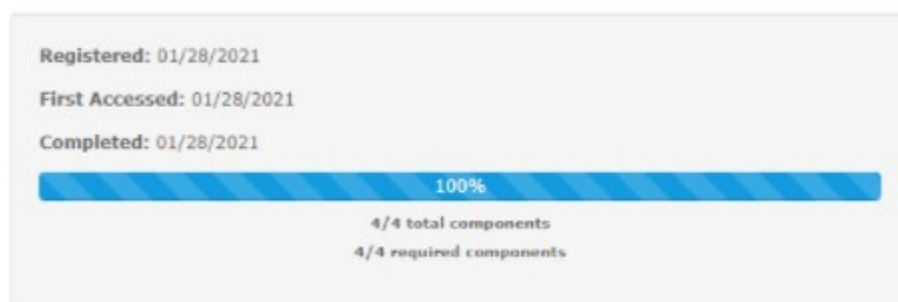 Registered: 01/28/2021
First Accessed: 01/28/2021
Completed: 01/28/2021
100%
4/4 total components
4/4 required components